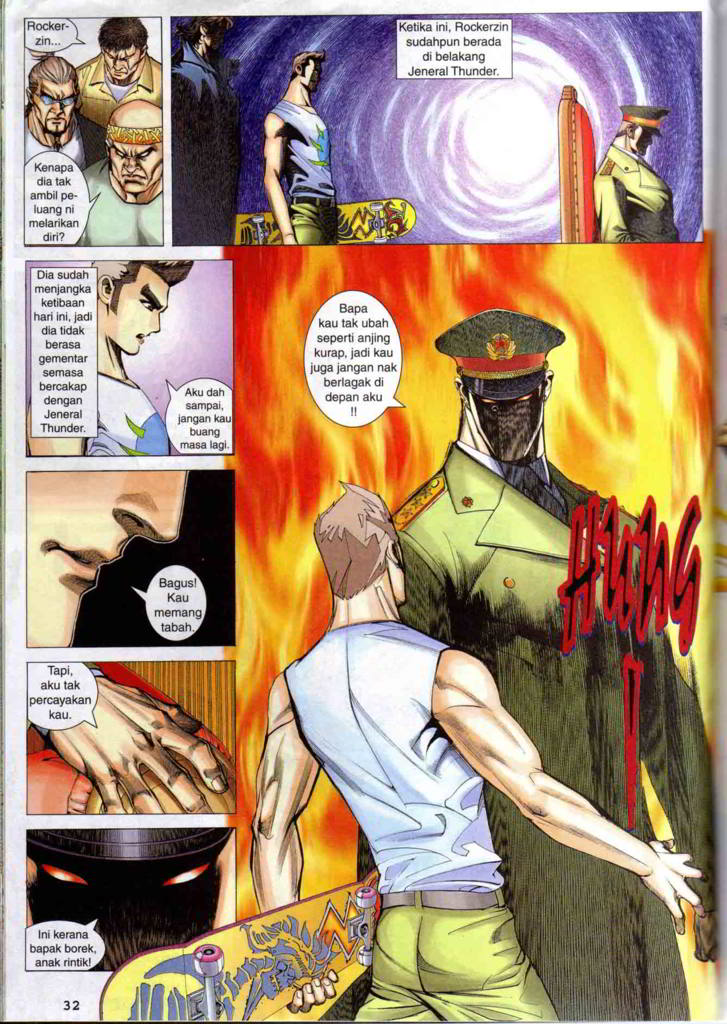 Rocker-
zin...
Kenapa
dia tak
ambil pe-
luang ni
melarikan
diri?
Ketika ini, Rockerzin
sudahpun berada
di belakang
Jeneral Thunder.
Dia sudah
menjangka
ketibaan
hari ini, jadi
dia tidak
berasa
gementar
semasa
bercakap
dengan
Jeneral
Thunder.
Aku dah
sampai,
jangan kau
buang
masa lagi.
Bagus!
Kau
memang
tabah.
Tapi,
aku tak
percayakan
kau.
Ini kerana
bapak borek,
anak rintik!
Bapa
kau tak ubah
seperti anjing
kurap, jadi kau
juga jangan nak
berlagak di
depan aku
!!
32